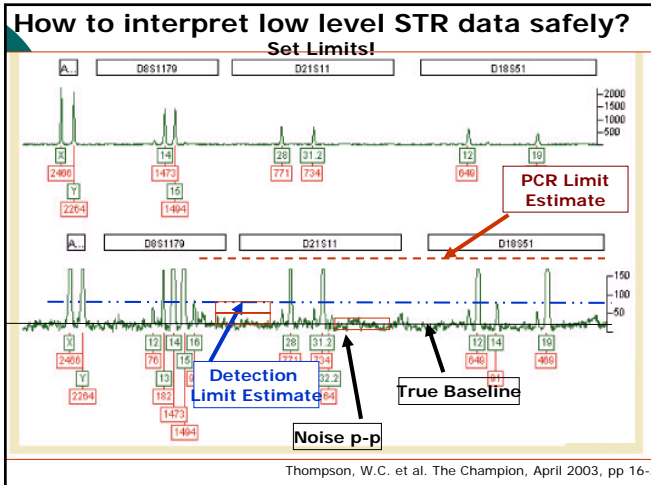 How to interpret low level STR data safely?
Set Limits!
A... D8S1179 D21S11 D18S51
2000
1500
1000
500
X 14 28 31.2 12 19
2466 1473 771 734 649 469
Y 15
2264 1494
PCR Limit
Estimate
A... D8S1179 D21S11 D18S51
150
100
50
X 12 14 16 28 31.2 12 14 19
2466 76 15 771 734 649 91 469
Y 13 32.2
2264 182 64
1473
1494
Detection
Limit Estimate
True Baseline
Noise p-p
Thompson, W.C. et al. The Champion, April 2003, pp 16-